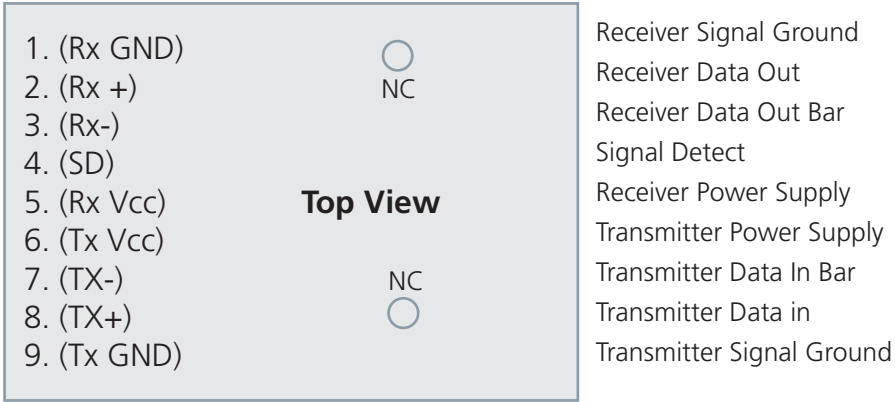 1. (Rx GND)
2. (Rx +)
3. (Rx-)
4. (SD)
5. (Rx Vcc)
6. (Tx Vcc)
7. (TX-)
8. (TX+)
9. (Tx GND)
NC
Top View
NC
Receiver Signal Ground
Receiver Data Out
Receiver Data Out Bar
Signal Detect
Receiver Power Supply
Transmitter Power Supply
Transmitter Data In Bar
Transmitter Data in
Transmitter Signal Ground